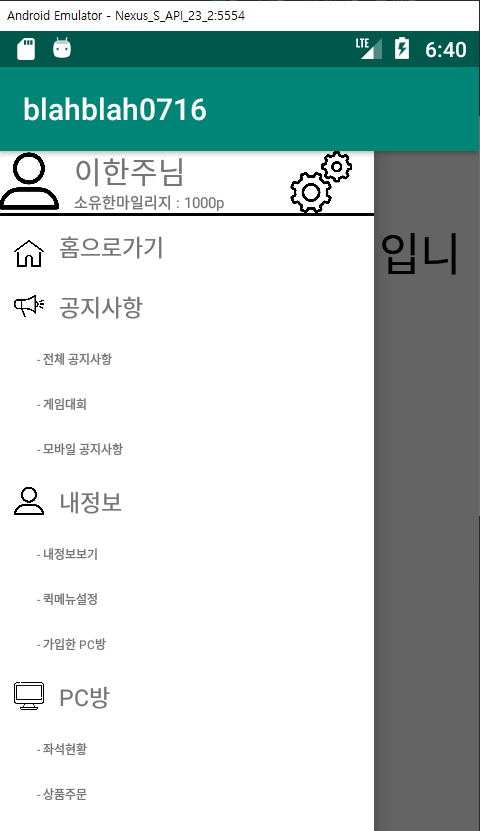 Android Emulator - Nexus_S_API_23_2:5554
LTE 6:40
blahblah0716
이한주님
소유한마일리지 : 1000p
입니
홈으로가기
공지사항
- 전체 공지사항
- 게임대회
- 모바일 공지사항
내정보
- 내정보보기
- 퀵메뉴설정
- 가입한 PC방
PC방
- 좌석현황
- 상품주문